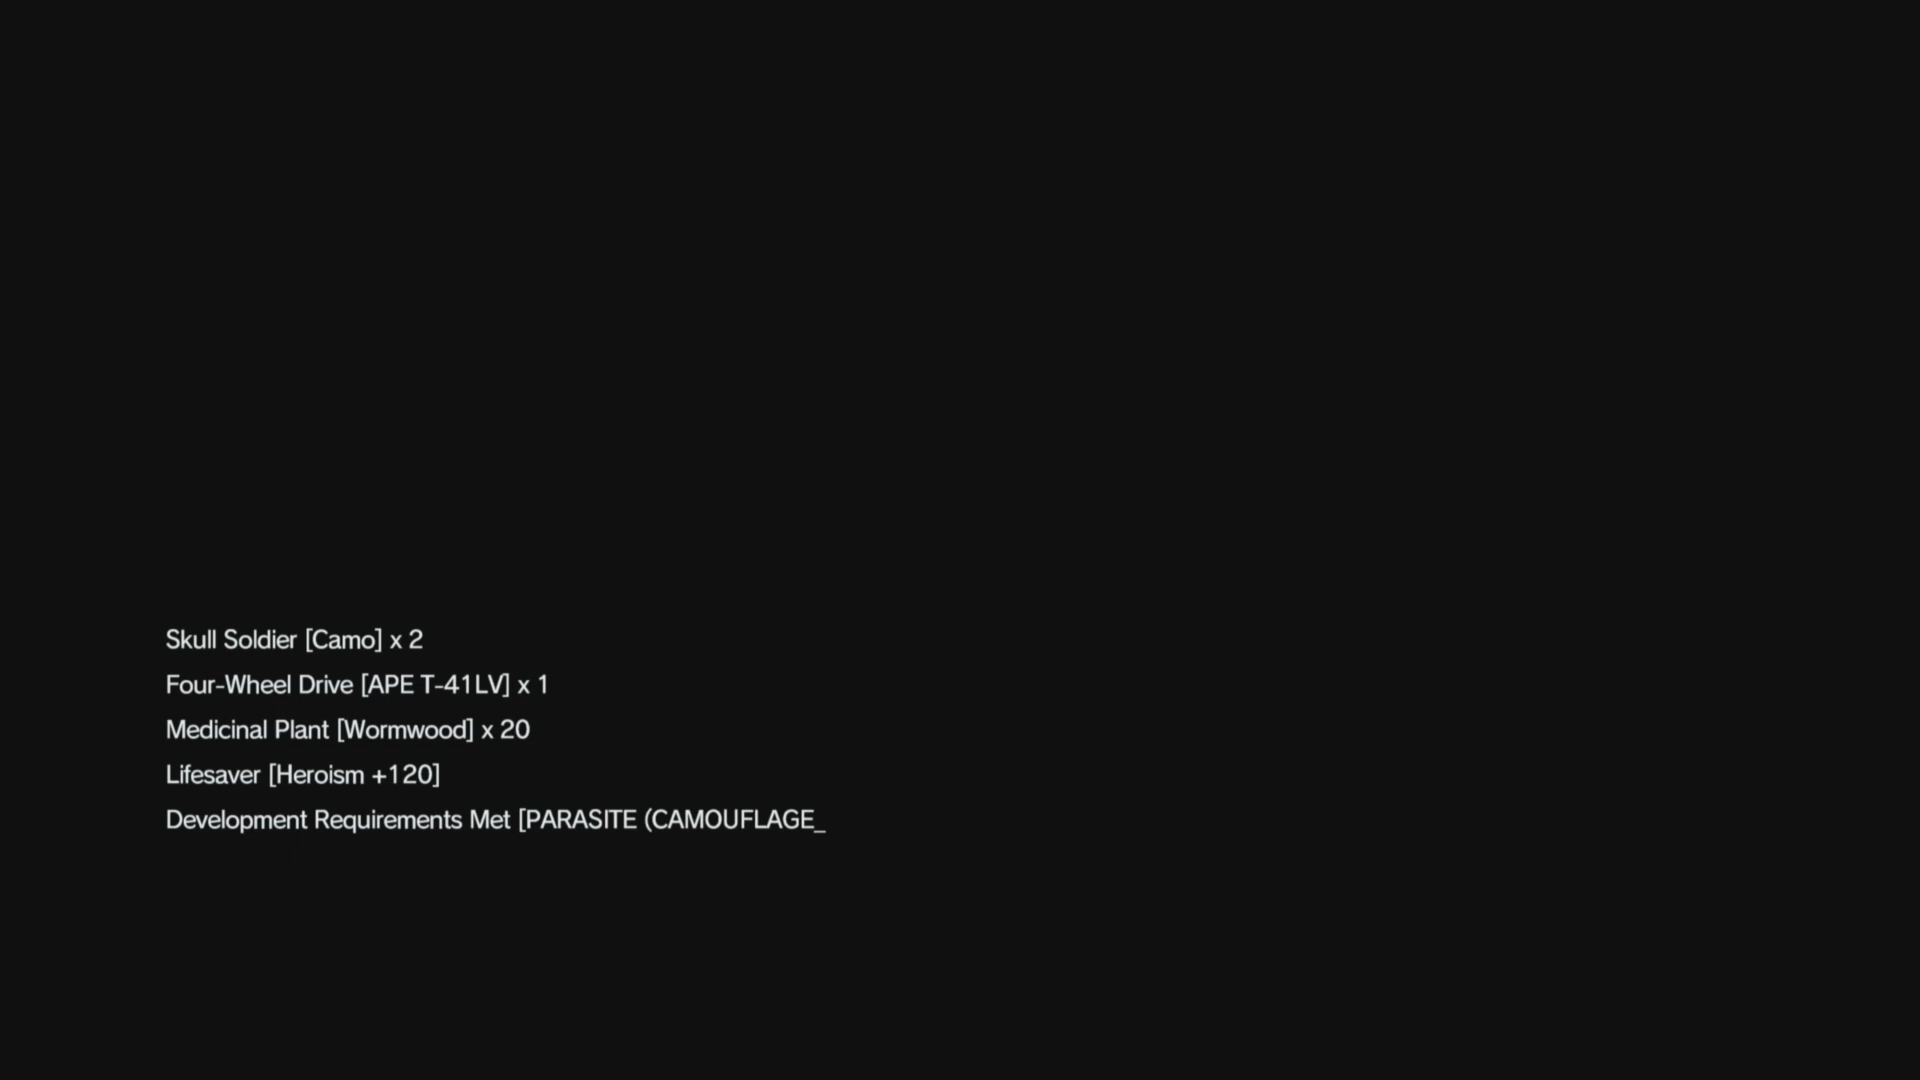 Skull Soldier [Camo] x 2
Four-Wheel Drive [APE T-41LV] x 1
Medicinal Plant [Wormwood] x 20
Lifesaver [Heroism +120]
Development Requirements Met [PARASITE (CAMOUFLAGE_